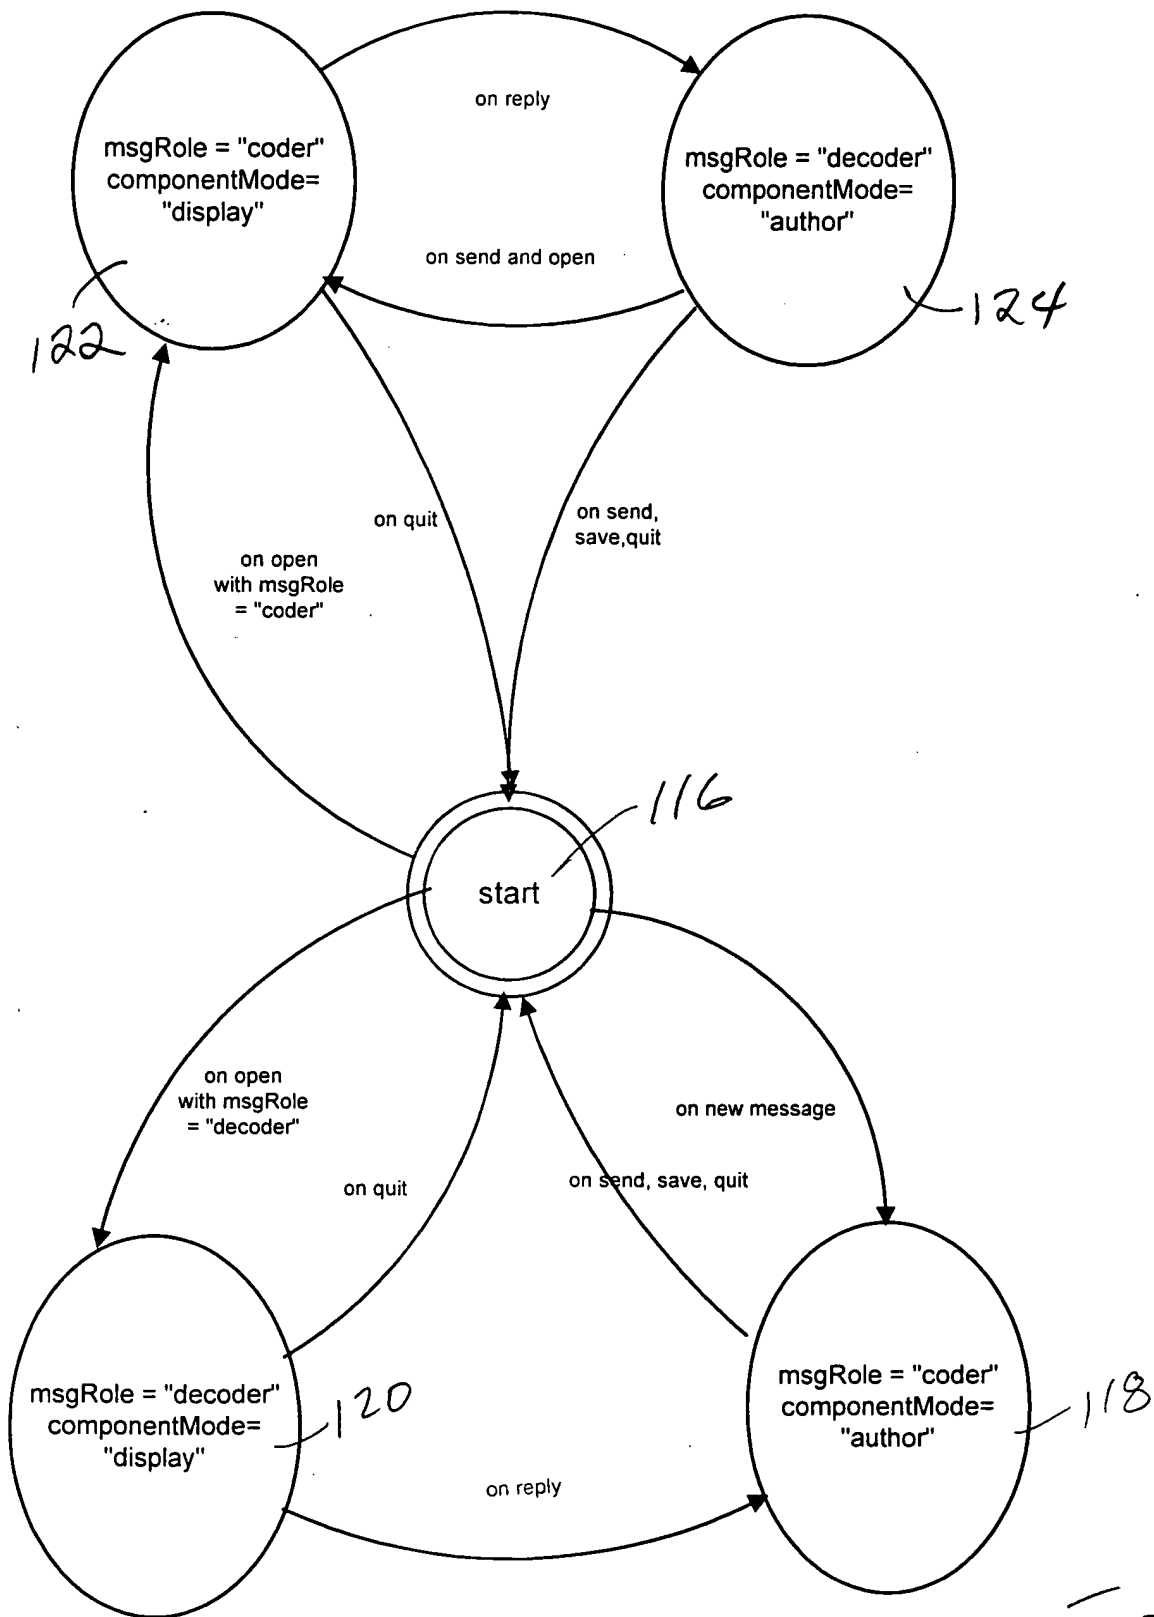 on reply
msgRole = "coder"
componentMode=
"display"
msgRole = "decoder"
componentMode=
"author"
on send and open
122
124
on quit
on send,
save,quit
on open
with msgRole
= "coder"
116
start
on open
with msgRole
= "decoder"
on new message
on quit
on send, save, quit
msgRole = "decoder"
componentMode=
"display"
120
msgRole = "coder"
componentMode=
"author"
118
on reply